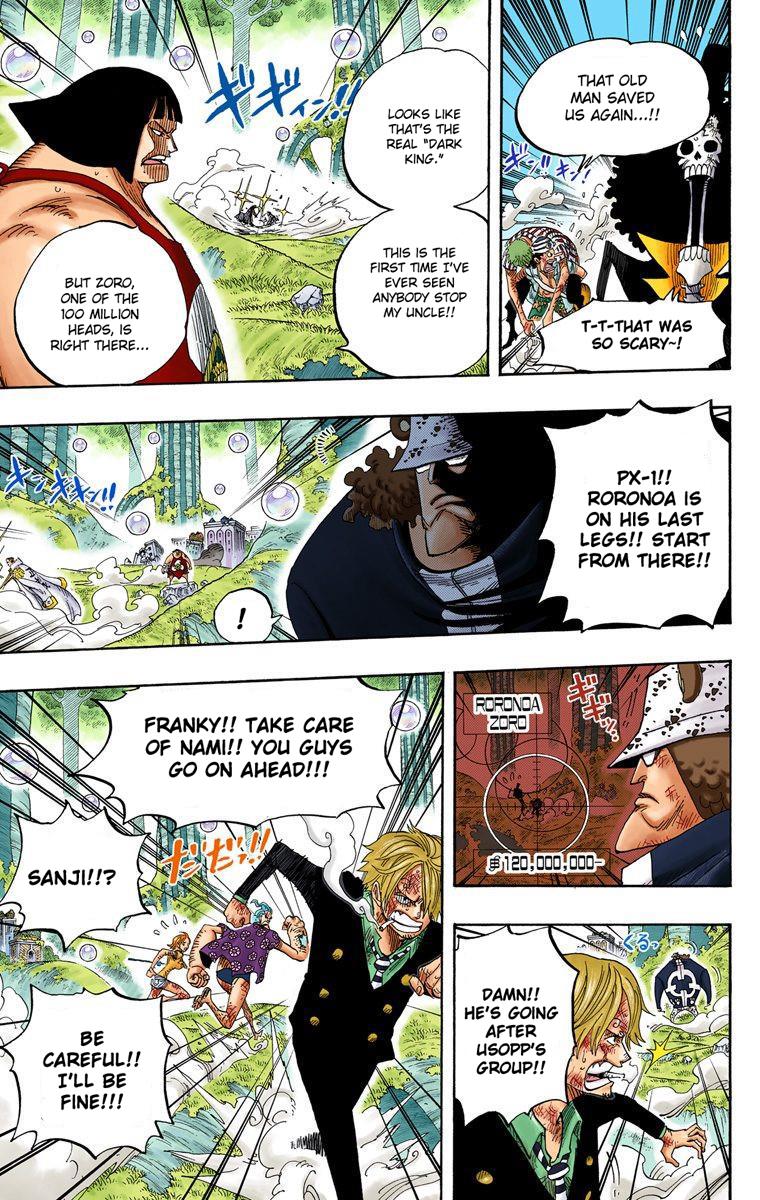 THAT OLD
MAN SAVED
US AGAIN...!!
ギギィン!!
T-T-THAT WAS
SO SCARY~!
LOOKS LIKE
THAT'S THE
REAL "DARK
KING."
THIS IS THE
FIRST TIME I'VE
EVER SEEN
ANYBODY STOP
MY UNCLE!!
ギギィン!!
BUT ZORO,
ONE OF THE
100 MILLION
HEADS, IS
RIGHT THERE...
PX-1!!
RORONOA IS
ON HIS LAST
LEGS!! START
FROM THERE!!
!
キンギギン!!
ギギッ!
RORONOA
ZORO
120,000,000-
くるっ
DAMN!!
HE'S GOING
AFTER
USOPP'S
GROUP!!
FRANKY!! TAKE CARE
OF NAMI!! YOU GUYS
GO ON AHEAD!!!
だだっ!!
SANJI!!?
BE
CAREFUL!!
I'LL BE
FINE!!!